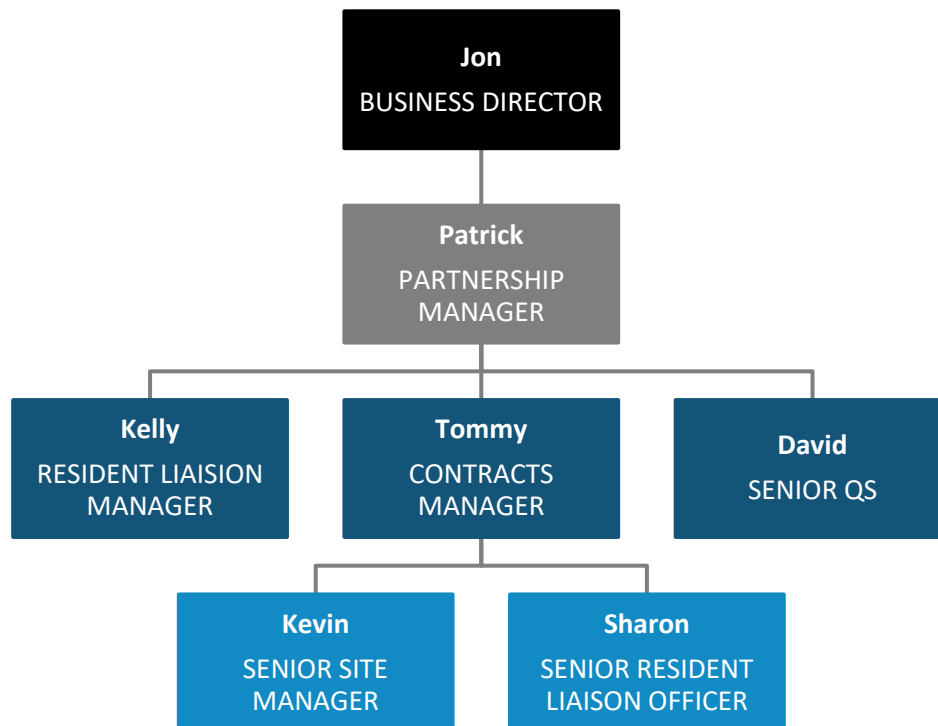 Jon
BUSINESS DIRECTOR
Patrick
PARTNERSHIP
MANAGER
Kelly
RESIDENT LIAISION
MANAGER
Tommy
CONTRACTS
MANAGER
David
SENIOR QS
Kevin
SENIOR SITE
MANAGER
Sharon
SENIOR RESIDENT
LIAISON OFFICER